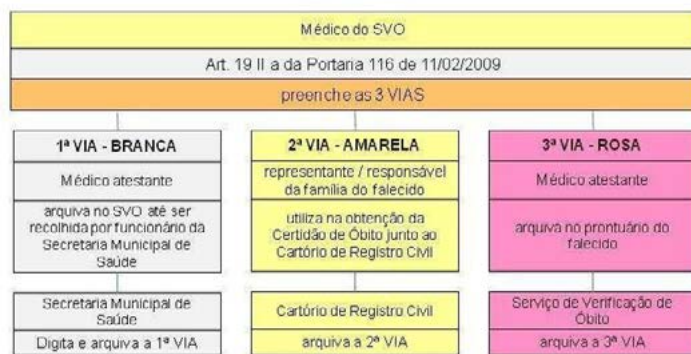 Médico do SVO
Art. 19 II a da Portaria 116 de 11/02/2009
preenche as 3 VIAS
1ª VIA - BRANCA
Médico atestante
arquiva no SVO até ser
recolhida por funcionário da
Secretaria Municipal de
Saúde
Secretaria Municipal de
Saúde
Digita e arquiva a 1ª VIA
2ª VIA - AMARELA
representante / responsável
da família do falecido
utiliza na obtenção da
Certidão de Óbito junto ao
Cartório de Registro Civil
Cartório de Registro Civil
arquiva a 2ª VIA
3ª VIA - ROSA
Médico atestante
arquiva no prontuário do
falecido
Serviço de Verificação de
Óbito
arquiva a 3ª VIA